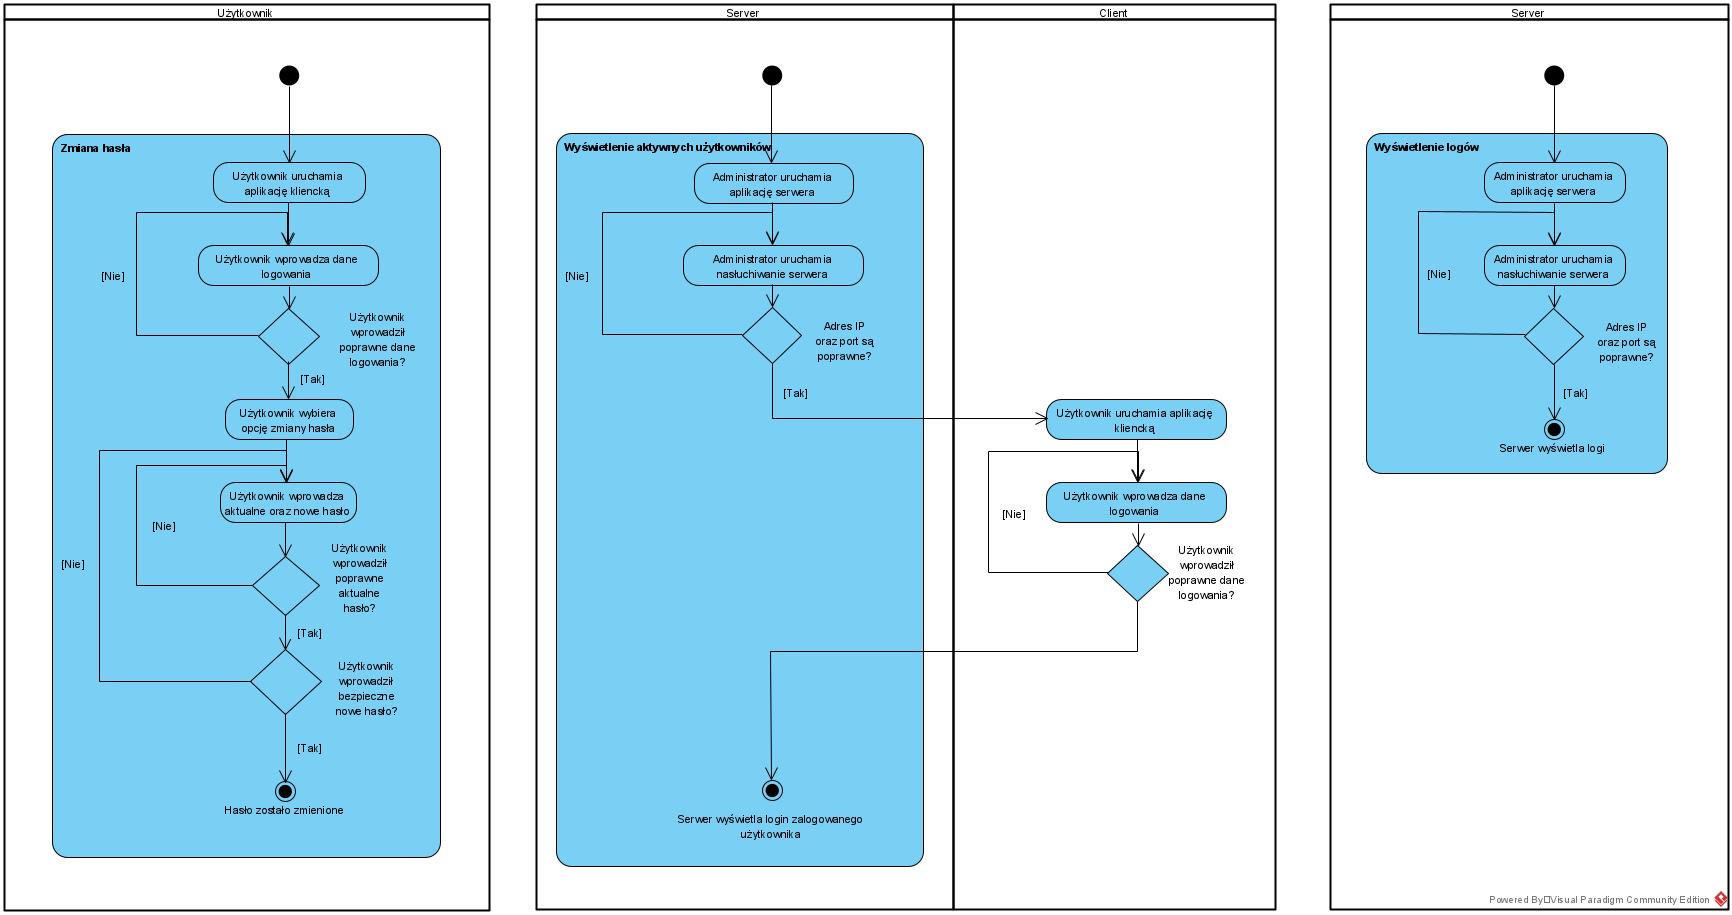 Użytkownik
Zmiana hasła
Użytkownik uruchamia
aplikację kliencką
Użytkownik wprowadza dane
logowania
[Nie]
Użytkownik
wprowadził
poprawne dane
logowania?
[Tak]
Użytkownik wybiera
opcję zmiany hasła
Użytkownik wprowadza
aktualne oraz nowe hasło
[Nie]
[Nie]
Użytkownik
wprowadził
poprawne
aktualne
hasło?
[Tak]
Użytkownik
wprowadził
bezpieczne
nowe hasło?
[Tak]
Hasło zostało zmienione
Server
Client
Wyświetlenie aktywnych użytkowników
Administrator uruchamia
aplikację serwera
Administrator uruchamia
nasłuchiwanie serwera
[Nie]
Adres IP
oraz port są
poprawne?
[Tak]
Użytkownik uruchamia aplikację
kliencką
Użytkownik wprowadza dane
logowania
[Nie]
Użytkownik
wprowadził
poprawne dane
logowania?
Serwer wyświetla login zalogowanego
użytkownika
Server
Wyświetlenie logów
Administrator uruchamia
aplikację serwera
Administrator uruchamia
nasłuchiwanie serwera
[Nie]
Adres IP
oraz port są
poprawne?
[Tak]
Serwer wyświetla logi
Powered By□Visual Paradigm Community Edition